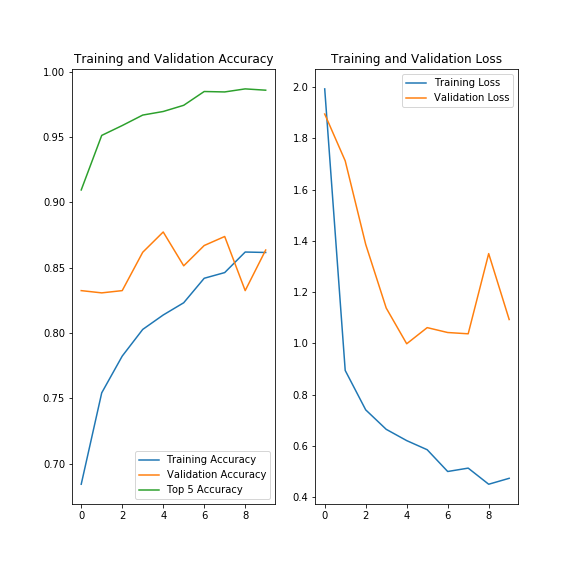 Training and Validation Accuracy
1.00
0.95
0.90
0.85
0.80
0.75
0.70
0 2 4 6 8
Training Accuracy
Validation Accuracy
Top 5 Accuracy
Training and Validation Loss
2.0
1.8
1.6
1.4
1.2
1.0
0.8
0.6
0.4
0 2 4 6 8
Training Loss
Validation Loss